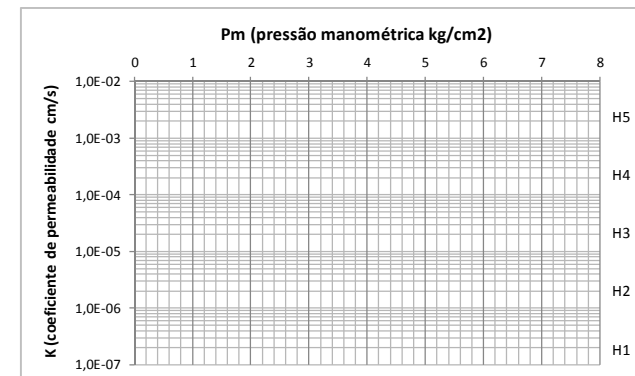 Pm (pressão manométrica kg/cm2)
0 1 2 3 4 5 6 7 8
K (coeficiente de permeabilidade cm/s)
1,0E-02
H5
1,0E-03
H4
1,0E-04
H3
1,0E-05
H2
1,0E-06
H1
1,0E-07